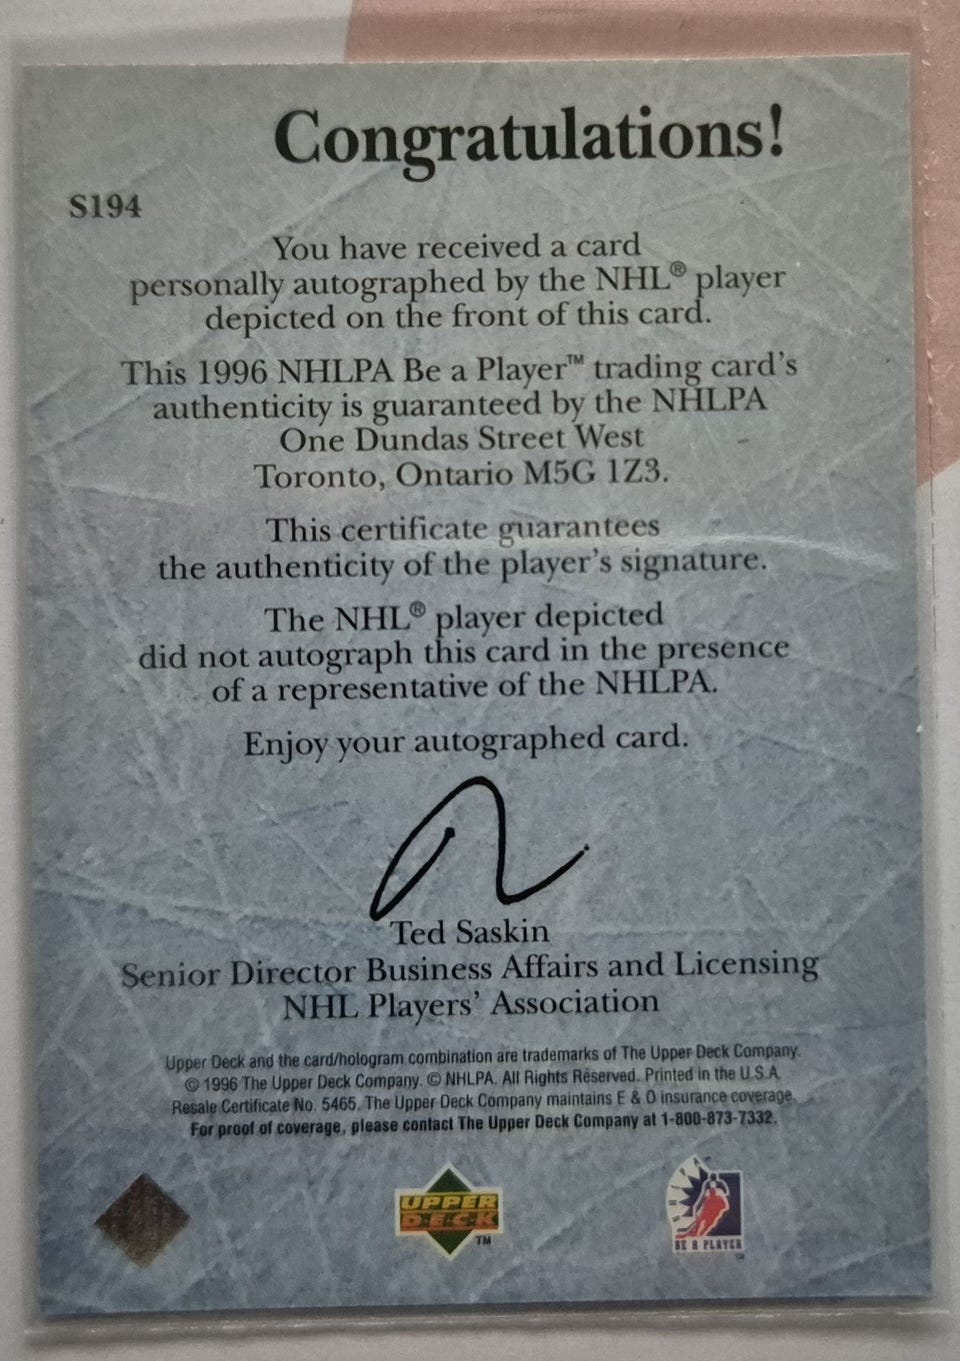 Congratulations!
S194
You have received a card
personally autographed by the NHL® player
depicted on the front of this card.
This 1996 NHLPA Be a Player™ trading card's
authenticity is guaranteed by the NHLPA
One Dundas Street West
Toronto, Ontario M5G 1Z3.
This certificate guarantees
the authenticity of the player's signature.
The NHL® player depicted
did not autograph this card in the presence
of a representative of the NHLPA.
Enjoy your autographed card.
Ted Saskin
Senior Director Business Affairs and Licensing
NHL Players' Association
Upper Deck and the card/hologram combination are trademarks of The Upper Deck Company.
© 1996 The Upper Deck Company. © NHLPA. All Rights Reserved. Printed in the U.S.A.
Resale Certificate No. 5465. The Upper Deck Company maintains E & O insurance coverage.
For proof of coverage, please contact The Upper Deck Company at 1-800-873-7332.
UPPER
DECK
TM
NHLPA
BE A PLAYER